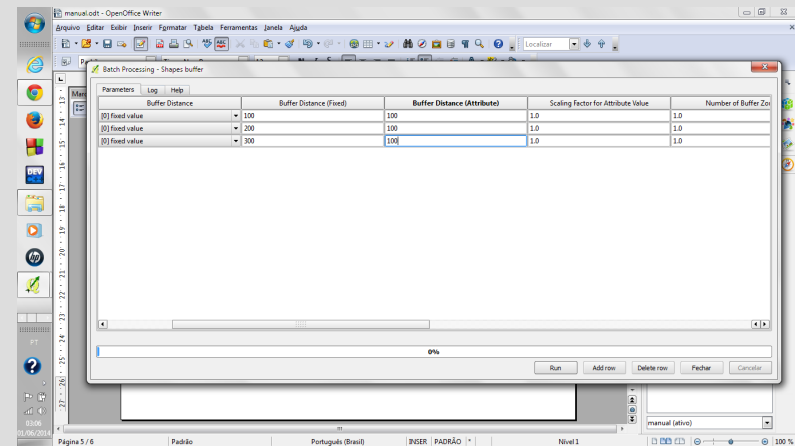 manual.odt - OpenOffice Writer
Arquivo Editar Exibir Inserir Formatar Tabela Ferramentas Janela Ajuda
Localizar
Batch Processing - Shapes buffer
Parameters Log Help
Buffer Distance Buffer Distance (Fixed) Buffer Distance (Attribute) Scaling Factor for Attribute Value Number of Buffer Zo
[0] fixed value 100 100 1.0 1.0
[0] fixed value 200 100 1.0 1.0
[0] fixed value 300 100 1.0 1.0
0%
Run Add row Delete row Fechar Cancelar
DEV
hp
PT
03:06
01/06/2014
manual (ativo)
Página 5 / 6 Padrão Português (Brasil) INSER PADRÃO * Nível 1 100 %